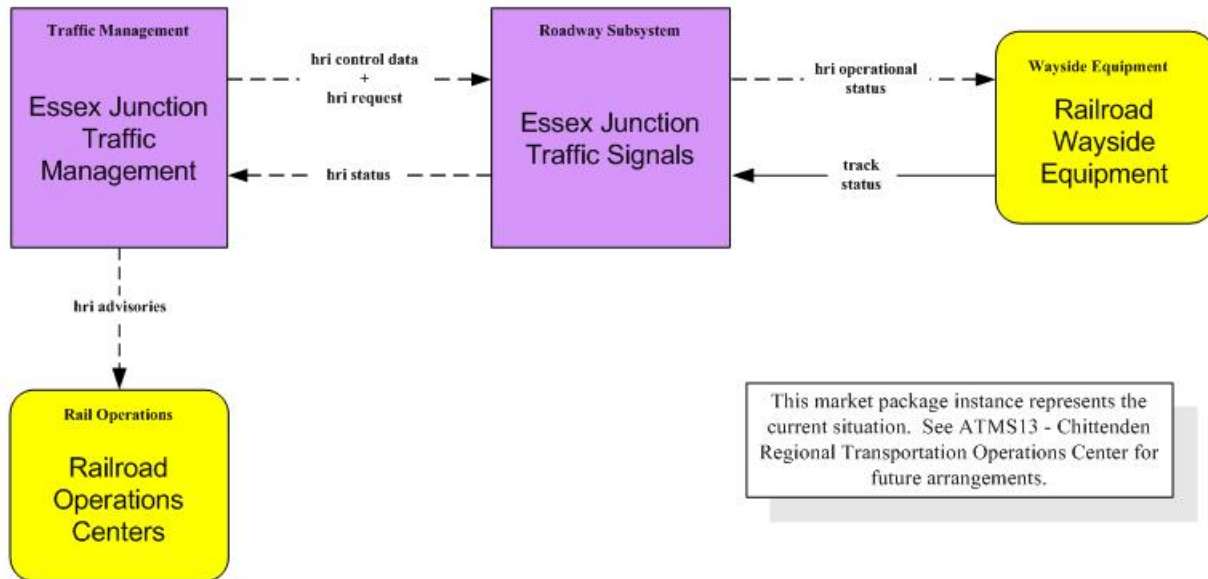 Traffic Management
Essex Junction
Traffic
Management
hri control data
+
hri request
hri status
Roadway Subsystem
Essex Junction
Traffic Signals
hri operational
status
track
status
Wayside Equipment
Railroad
Wayside
Equipment
hri advisories
Rail Operations
Railroad
Operations
Centers
This market package instance represents the
current situation. See ATMS13 - Chittenden
Regional Transportation Operations Center for
future arrangements.